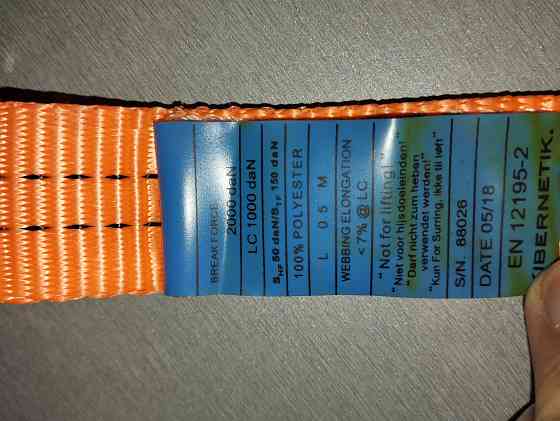 BREAK FORCE
2000 daN
LC 1000 daN
SHF 50 daN/STF 150 daN
100% POLYESTER
L 0 5 M
WEBBING ELONGATION
<7% @ LC
"Not for lifting!"
"Niet voor hijsdoeleinden!"
"Darf nicht zum heben
verwendet werden!"
"Kun For Surring, ikke til løft"
S/N. 88026
DATE 05/18
EN 12195-2
IBERNETIK.